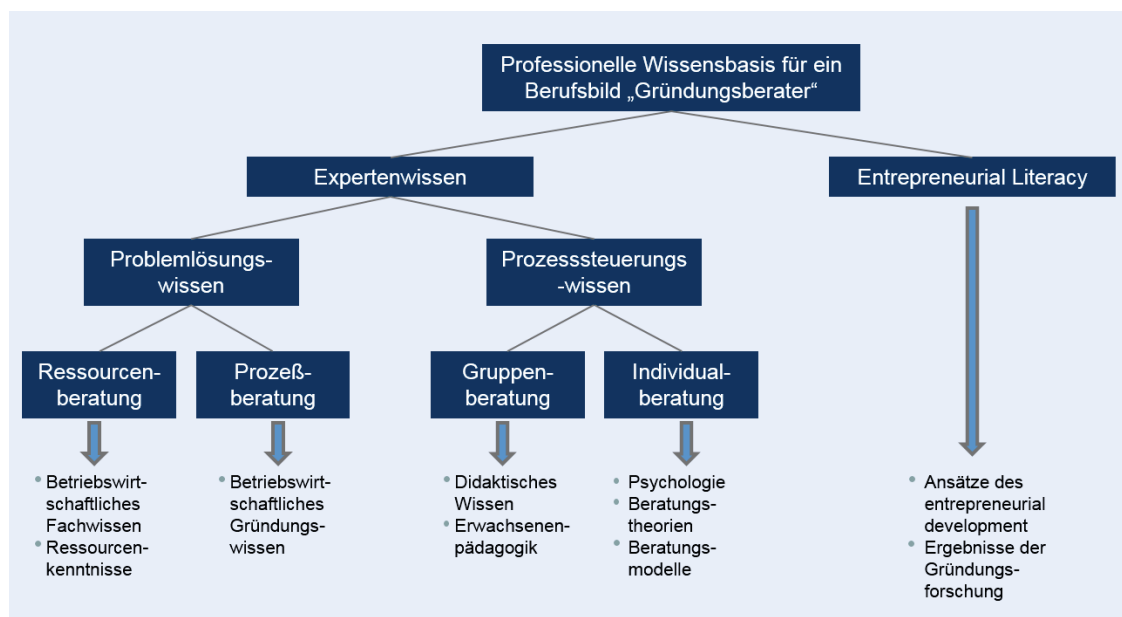 Professionelle Wissensbasis für ein
Berufsbild „Gründungsberater“
Expertenwissen
Entrepreneurial Literacy
Problemlösungs-
wissen
Prozesssteuerungs
-wissen
Ressourcen-
beratung
Prozeß-
beratung
Gruppen-
beratung
Individual-
beratung
• Betriebswirt-
schaftliches
Fachwissen
• Ressourcen-
kenntnisse
• Betriebswirt-
schaftliches
Gründungs-
wissen
• Didaktisches
Wissen
• Erwachsenen-
pädagogik
• Psychologie
• Beratungs-
theorien
• Beratungs-
modelle
• Ansätze des
entrepreneurial
development
• Ergebnisse der
Gründungs-
forschung